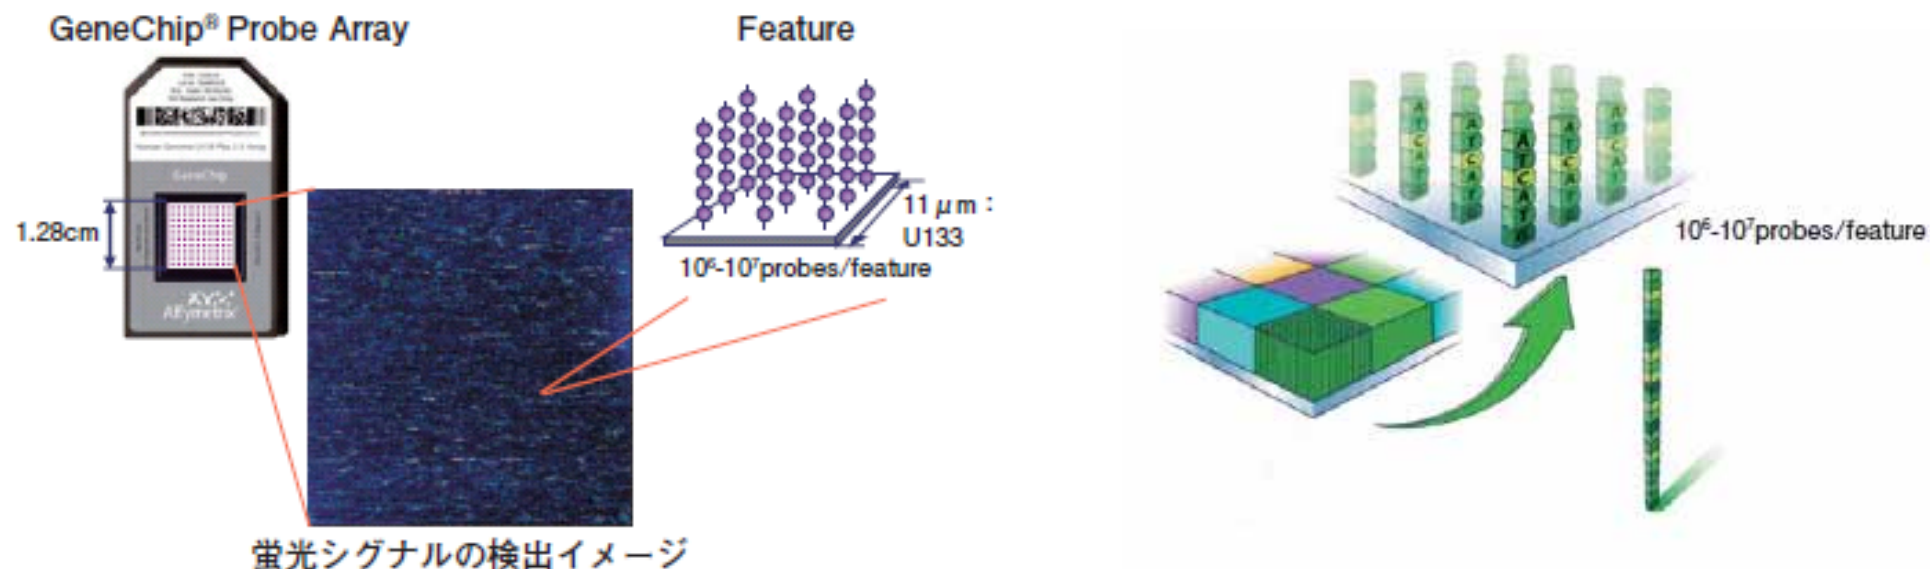 GeneChip® Probe Array
Feature
GeneChip
1.28cm
Affymetrix
11 μm :
U133
10⁶-10⁷probes/feature
蛍光シグナルの検出イメージ
A
T
C
A
T
10⁶-10⁷probes/feature